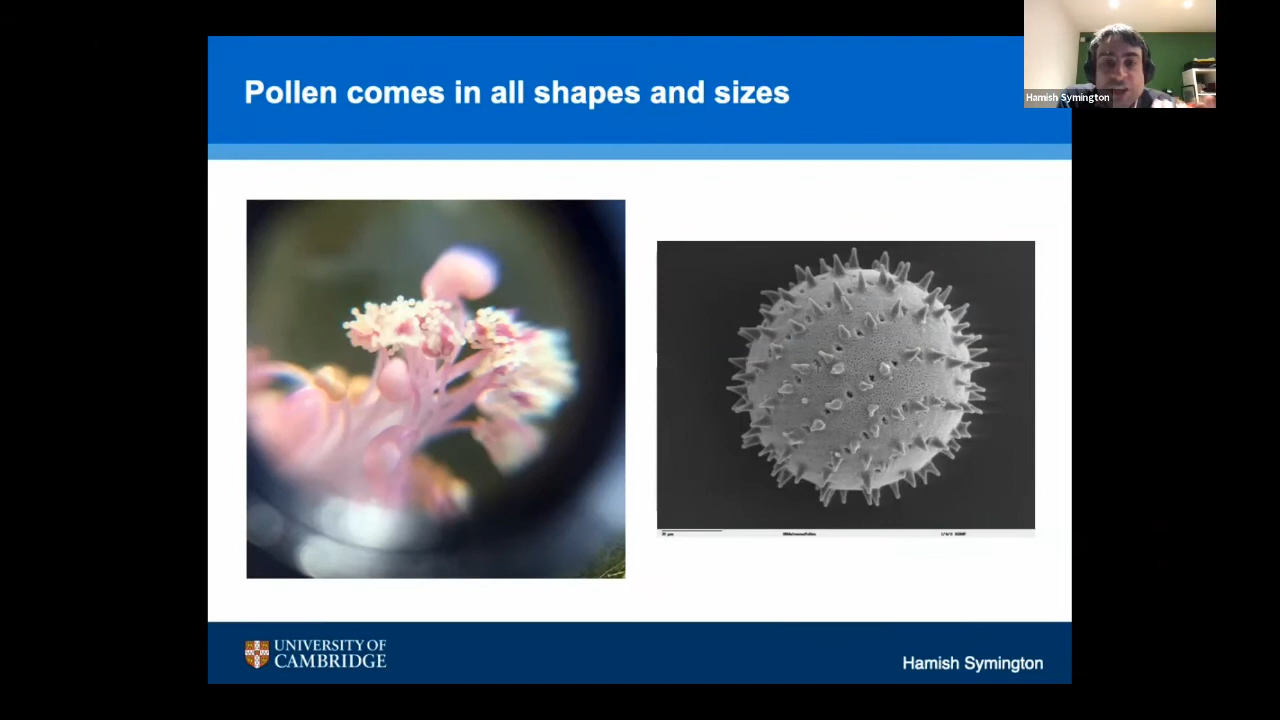 Pollen comes in all shapes and sizes
Hamish Symington
UNIVERSITY OF
CAMBRIDGE
Hamish Symington